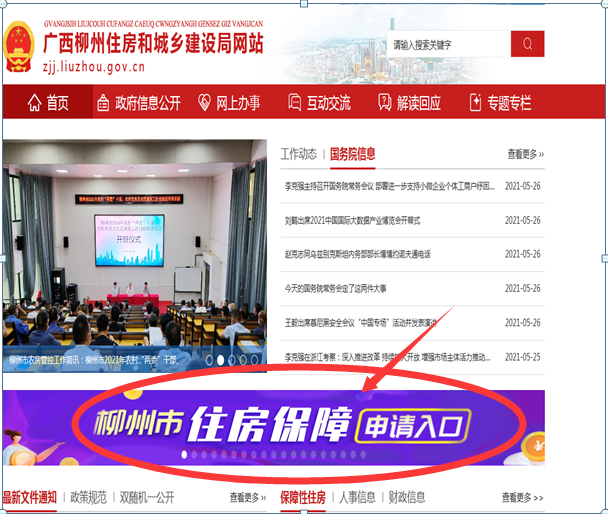 GVANGSIH LIUJCOUH CUFANGZ CAEUQ CWNGZYANGH GENSEZ GIZ VANGJCAN
广西柳州住房和城乡建设局网站
zjj.liuzhou.gov.cn
请输入搜索关键字
首页 政府信息公开 网上办事 互动交流 解读回应 专题专栏
工作动态 | 国务院信息 查看更多 ››
李克强主持召开国务院常务会议 部署进一步支持小微企业个体工商户纾困... 2021-05-26
刘鹤出席2021中国国际大数据产业博览会开幕式 2021-05-26
赵克志同乌兹别克斯坦内务部部长博博约诺夫通电话 2021-05-26
今天的国务院常务会定了这两件大事 2021-05-26
王毅出席慕尼黑安全会议“中国专场”活动并发表演讲 2021-05-26
李克强在浙江考察：深入推进改革 持续扩大开放 增强市场主体活力推动... 2021-05-25
开班仪式
柳州市农房管控工作简讯：柳州市2021年农村“两安”干部...
柳州市 住房保障 申请入口
最新文件通知 | 政策规范 | 双随机一公开 查看更多 ››
保障性住房 | 人事信息 | 财政信息 查看更多 >>